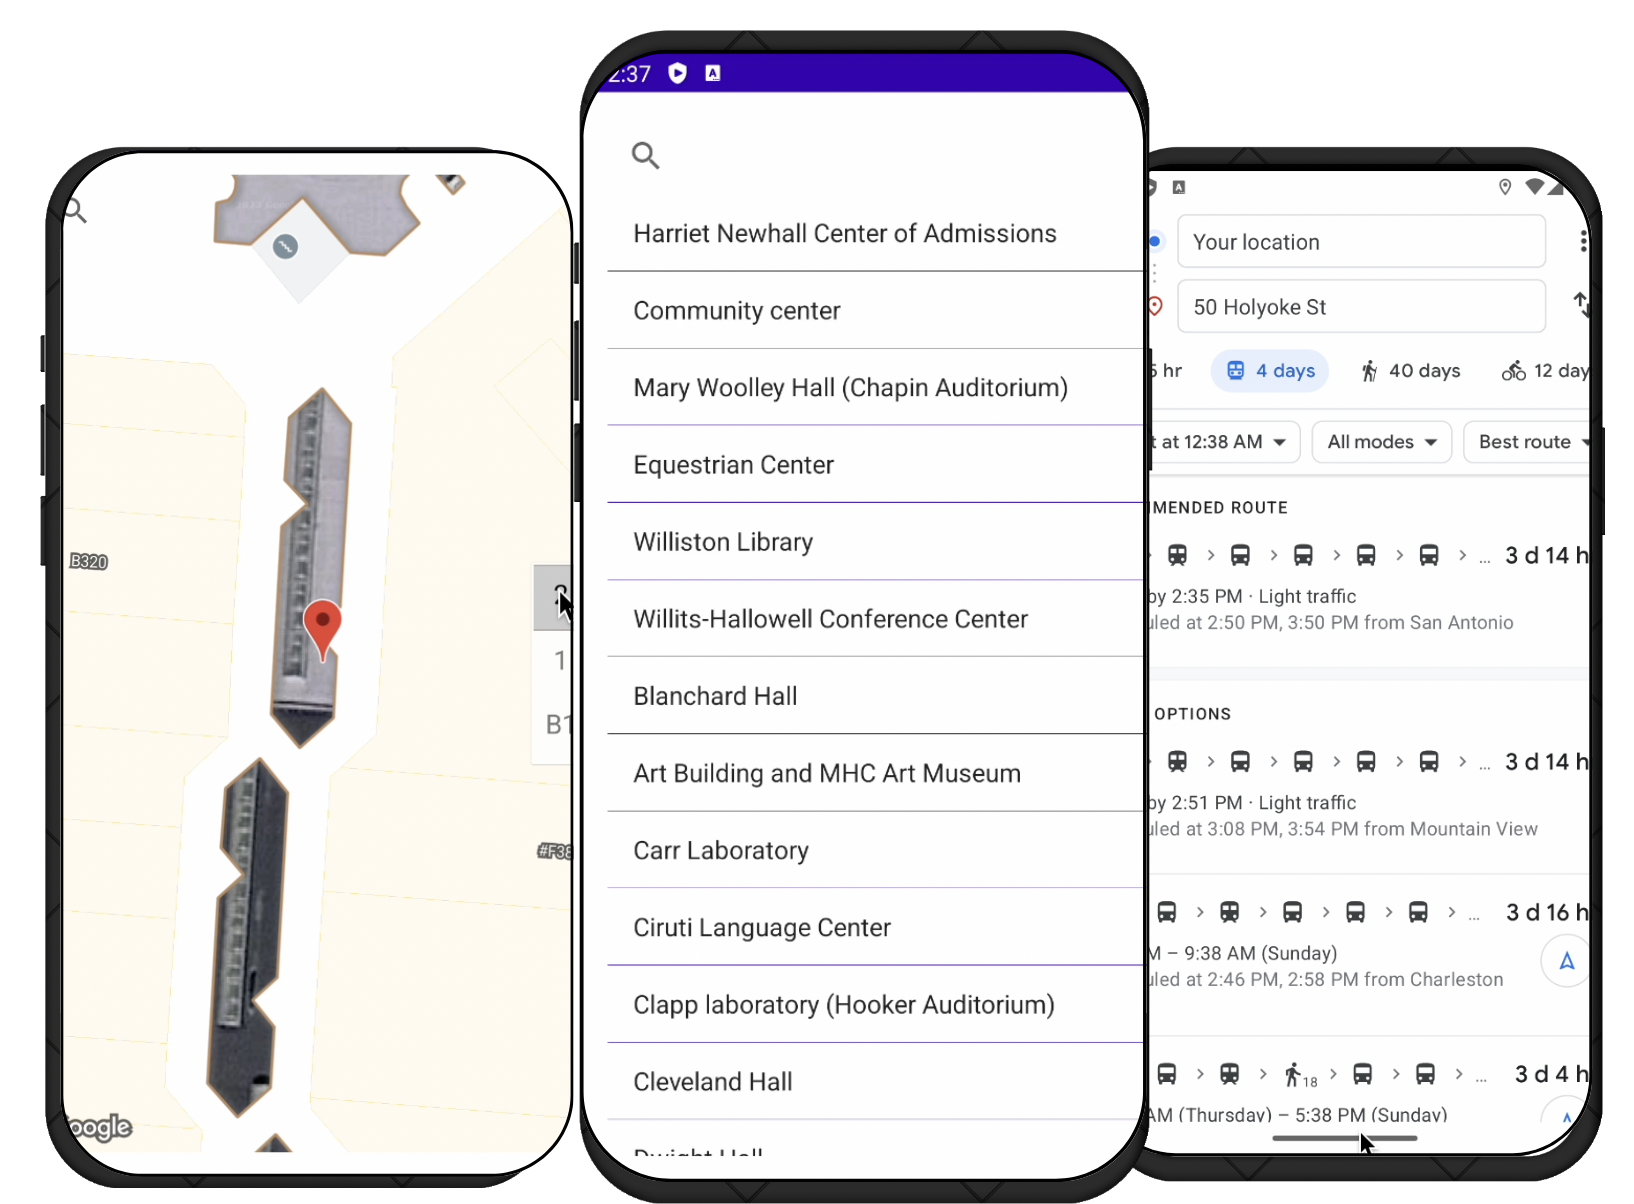 B320
1
B1
#F38
oogle
2:37
Harriet Newhall Center of Admissions
Community center
Mary Woolley Hall (Chapin Auditorium)
Equestrian Center
Williston Library
Willits-Hallowell Conference Center
Blanchard Hall
Art Building and MHC Art Museum
Carr Laboratory
Ciruti Language Center
Clapp laboratory (Hooker Auditorium)
Cleveland Hall
Dwight Hall
Your location
50 Holyoke St
5 hr 4 days 40 days 12 day
t at 12:38 AM All modes Best route
MENDED ROUTE
... 3 d 14 h
by 2:35 PM · Light traffic
uled at 2:50 PM, 3:50 PM from San Antonio
OPTIONS
... 3 d 14 h
by 2:51 PM · Light traffic
uled at 3:08 PM, 3:54 PM from Mountain View
... 3 d 16 h
M – 9:38 AM (Sunday)
uled at 2:46 PM, 2:58 PM from Charleston
18 ... 3 d 4 h
AM (Thursday) – 5:38 PM (Sunday)